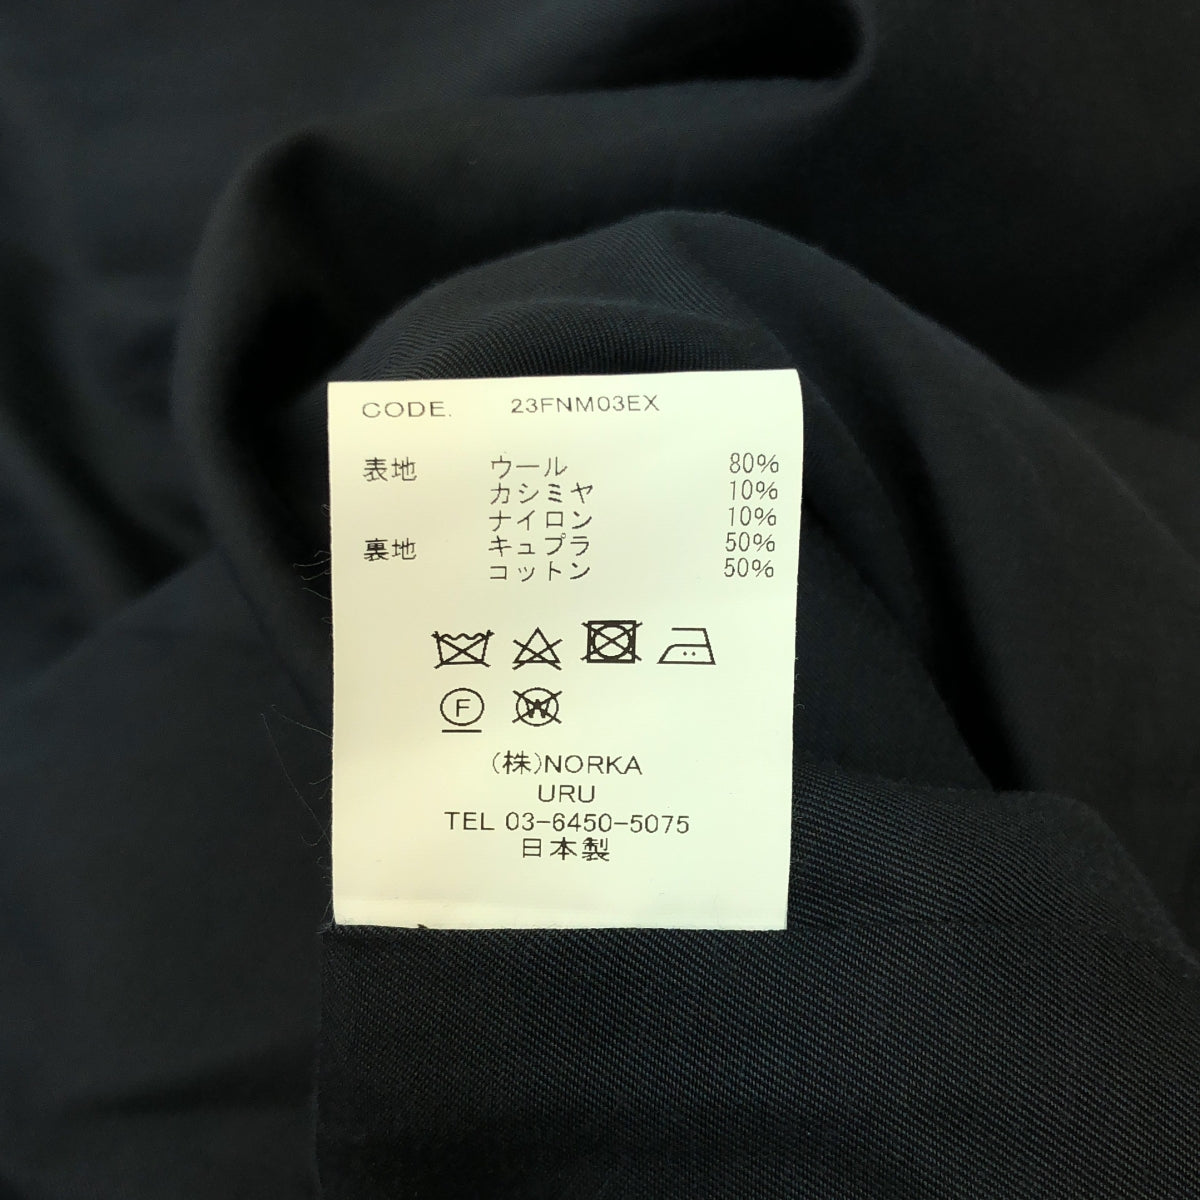 CODE. 23FNM03EX
表地 ウール 80%
カシミヤ 10%
ナイロン 10%
裏地 キュプラ 50%
コットン 50%
F W
(株)NORKA
URU
TEL 03-6450-5075
日本製